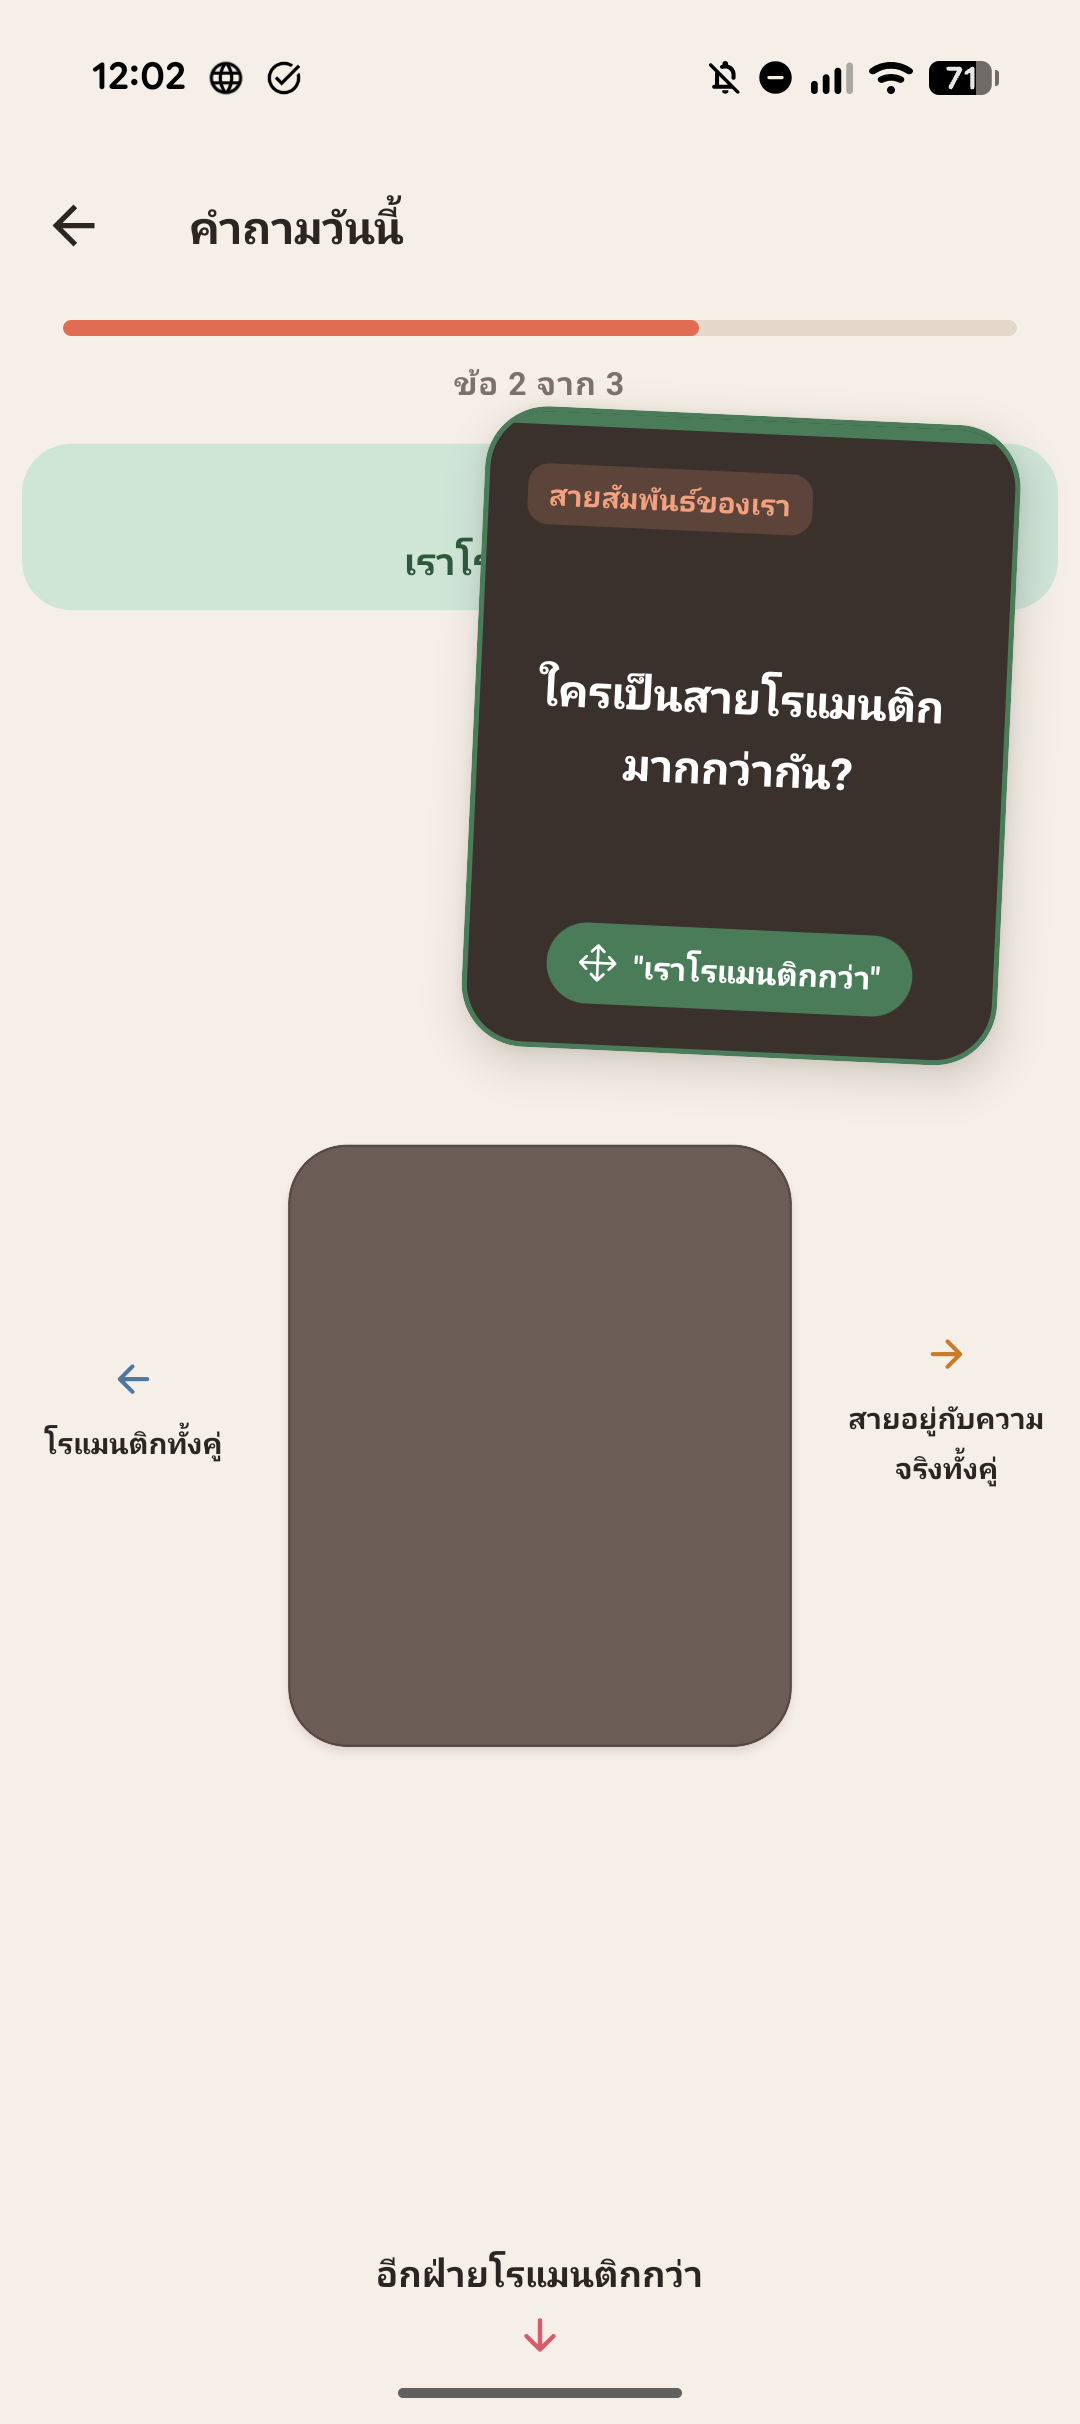 12:02
71
คำถามวันนี้
ข้อ 2 จาก 3
สายสัมพันธ์ของเรา
ใครเป็นสายโรแมนติก
มากกว่ากัน?
"เราโรแมนติกกว่า"
โรแมนติกทั้งคู่
สายอยู่กับความ
จริงทั้งคู่
อีกฝ่ายโรแมนติกกว่า